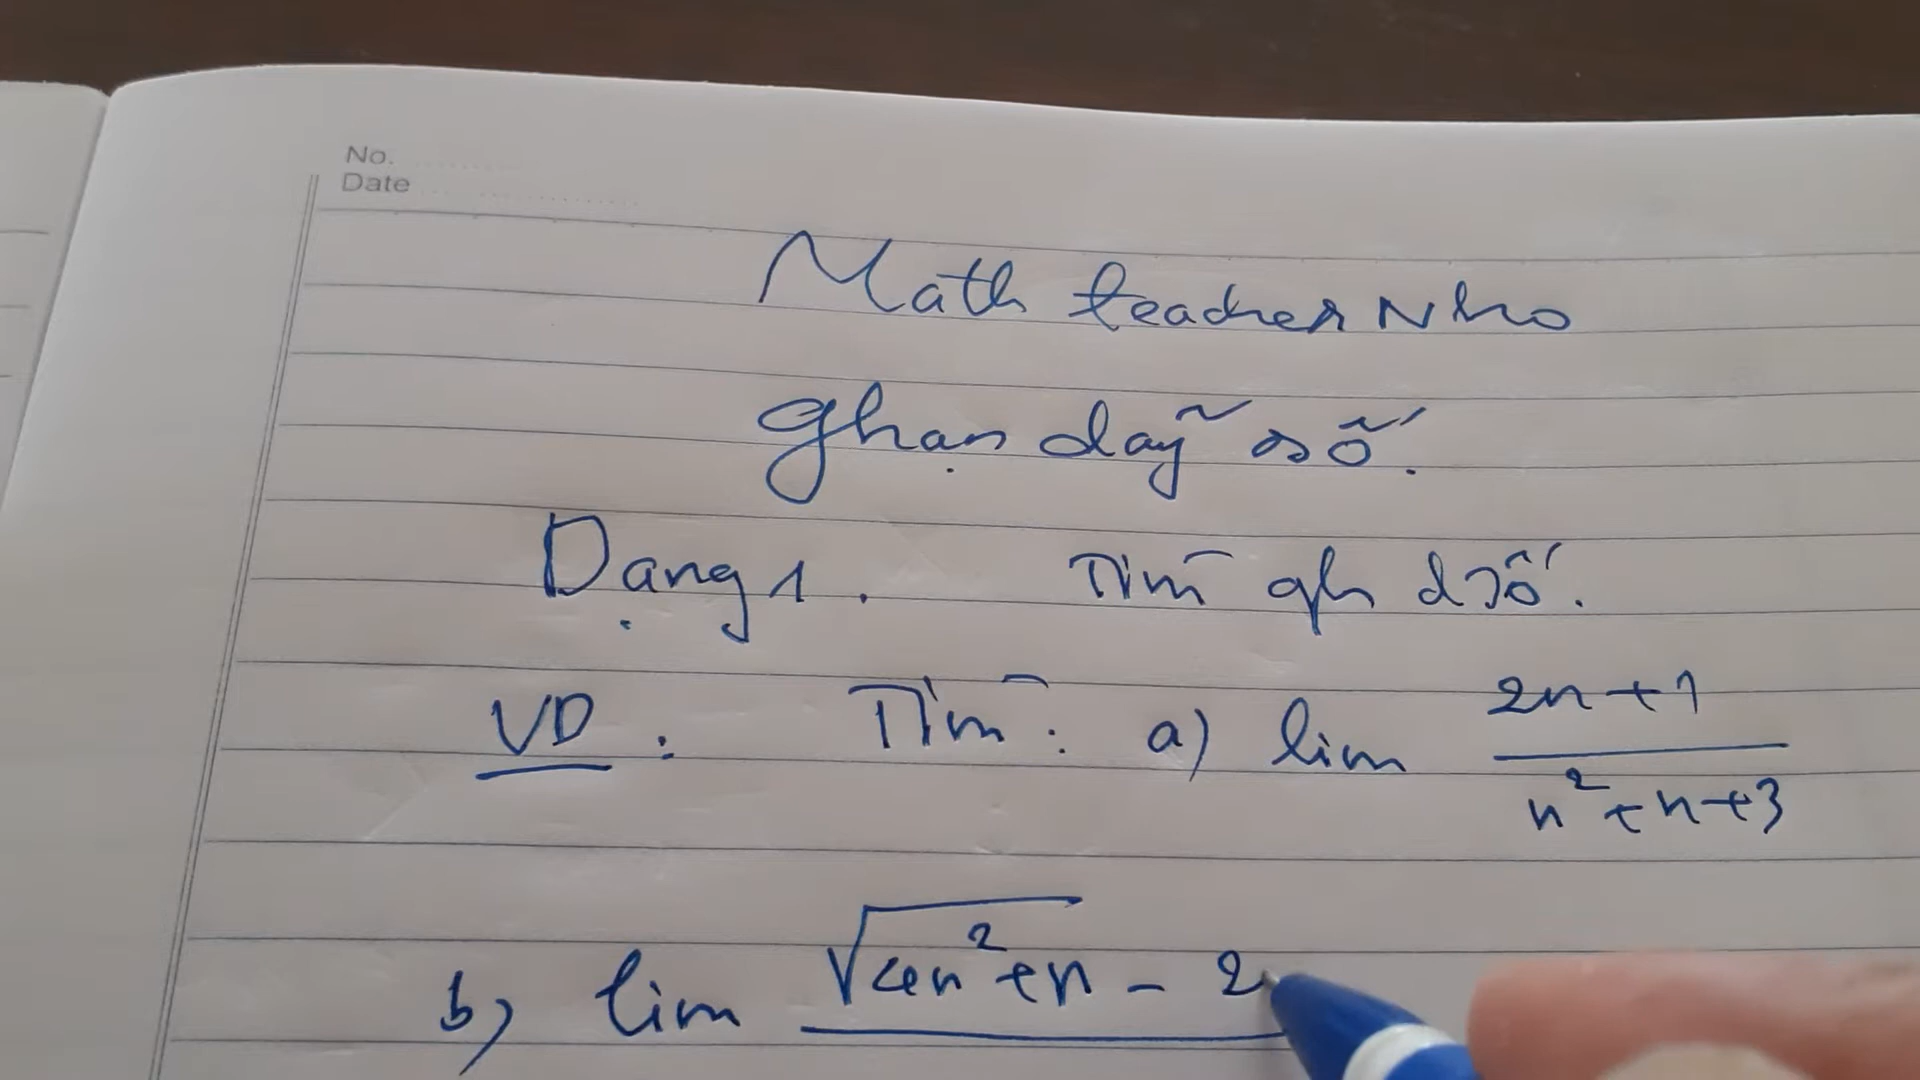 No.
Date
Math teacher Nho
ghạn dãy số.
Dạng 1. Tìm gh d số.
VD: Tìm: a) lim (2n+1)/(n²+n+3)
b) lim √(4n²+n) - 2